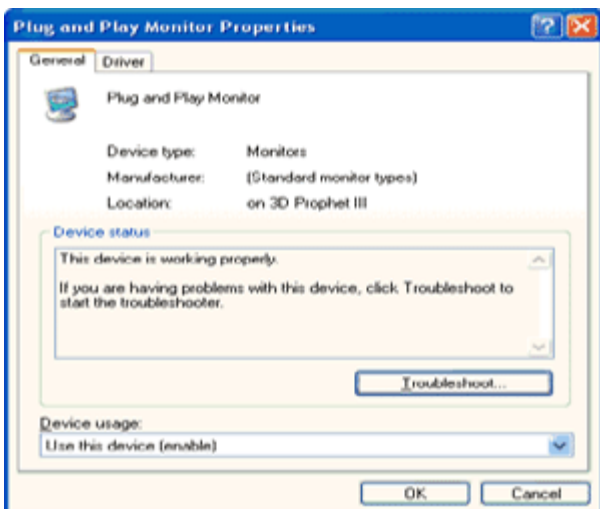 Plug and Play Monitor Properties
General Driver
Plug and Play Monitor
Device type: Monitors
Manufacturer: (Standard monitor types)
Location: on 3D Prophet III
Device status
This device is working properly.
If you are having problems with this device, click Troubleshoot to
start the troubleshooter.
Troubleshoot...
Device usage:
Use this device (enable)
OK Cancel